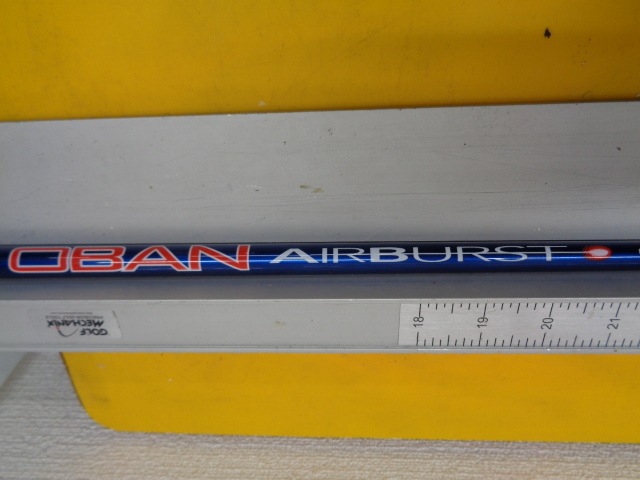 OBAN AIRBURST
GOLF
MECHANIX
18 19 20 21